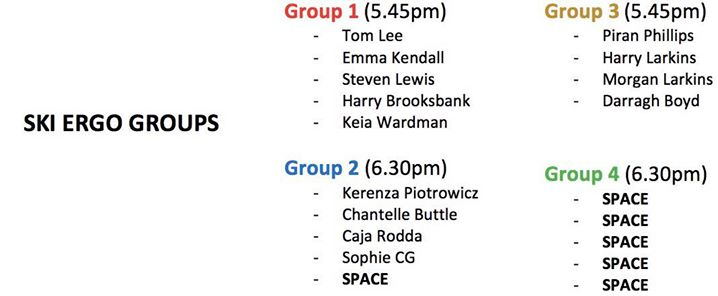 SKI ERGO GROUPS
Group 1 (5.45pm)
- Tom Lee
- Emma Kendall
- Steven Lewis
- Harry Brooksbank
- Keia Wardman
Group 2 (6.30pm)
- Kerenza Piotrowicz
- Chantelle Buttle
- Caja Rodda
- Sophie CG
- SPACE
Group 3 (5.45pm)
- Piran Phillips
- Harry Larkins
- Morgan Larkins
- Darragh Boyd
Group 4 (6.30pm)
- SPACE
- SPACE
- SPACE
- SPACE
- SPACE